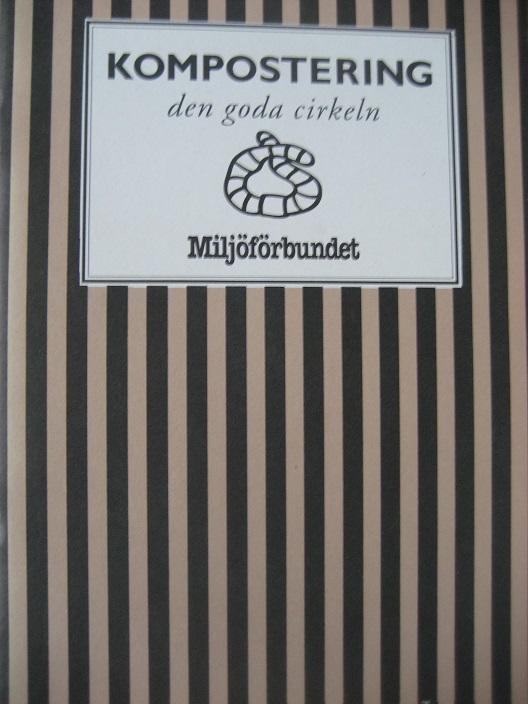 KOMPOSTERING
den goda cirkeln
Miljöförbundet